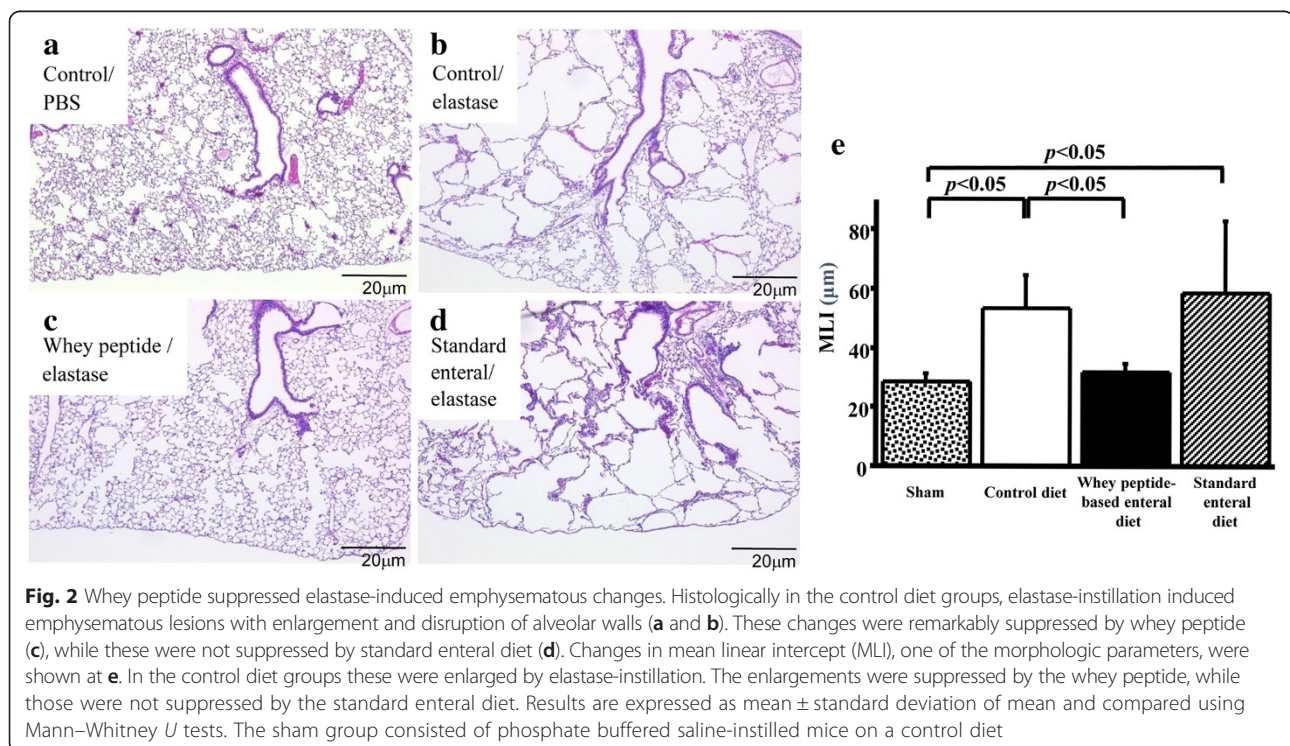 a
Control/
PBS
20µm
b
Control/
elastase
20µm
c
Whey peptide /
elastase
20µm
d
Standard
enteral/
elastase
20µm
e
p<0.05
p<0.05
p<0.05
MLI (µm)
80
60
40
20
0
Sham
Control diet
Whey peptide-
based enteral
diet
Standard
enteral
diet
Fig. 2 Whey peptide suppressed elastase-induced emphysematous changes. Histologically in the control diet groups, elastase-instillation induced
emphysematous lesions with enlargement and disruption of alveolar walls (a and b). These changes were remarkably suppressed by whey peptide
(c), while these were not suppressed by standard enteral diet (d). Changes in mean linear intercept (MLI), one of the morphologic parameters, were
shown at e. In the control diet groups these were enlarged by elastase-instillation. The enlargements were suppressed by the whey peptide, while
those were not suppressed by the standard enteral diet. Results are expressed as mean ± standard deviation of mean and compared using
Mann–Whitney U tests. The sham group consisted of phosphate buffered saline-instilled mice on a control diet